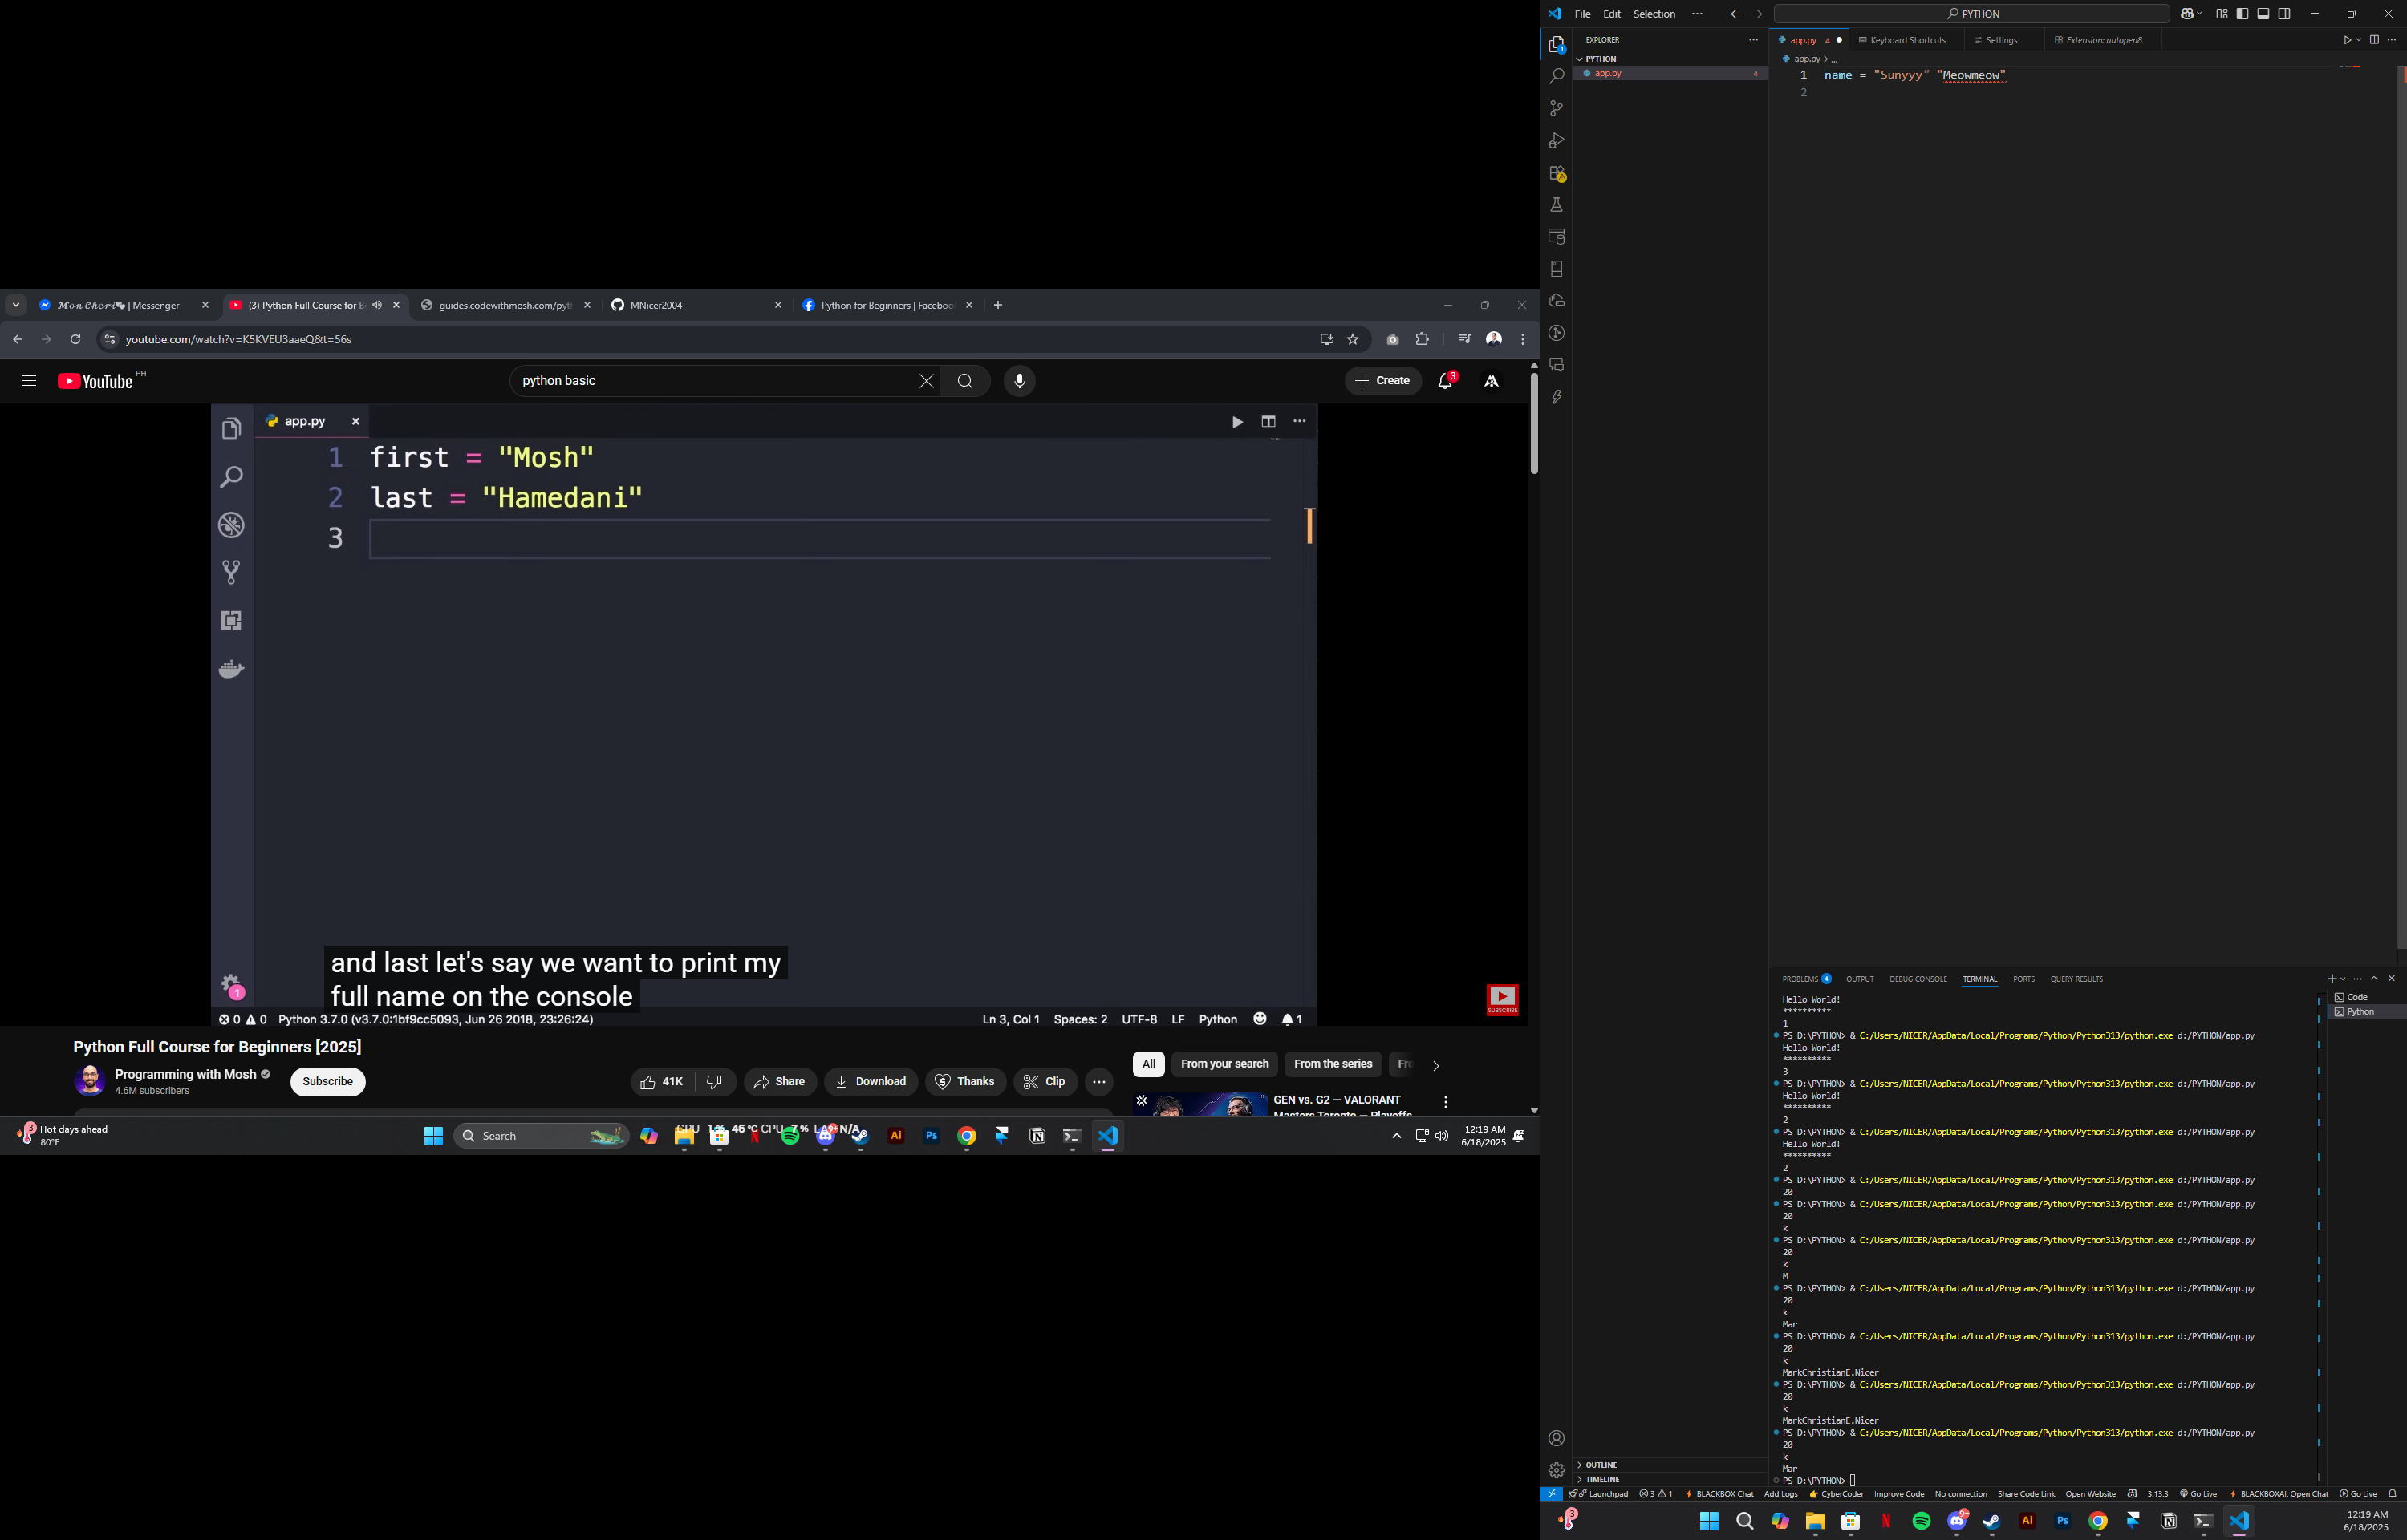 (3) Python Full Course for B
guides.codewithmosh.com/pyt
MNicer2004
Python for Beginners | Faceboo
youtube.com/watch?v=K5KVEU3aaeQ&t=56s
YouTube PH
python basic
Create
3
app.py
1 first = "Mosh"
2 last = "Hamedani"
3
and last let's say we want to print my
full name on the console
1
0 0 Python 3.7.0 (v3.7.0:1bf9cc5093, Jun 26 2018, 23:26:24)
Ln 3, Col 1 Spaces: 2 UTF-8 LF Python 1
SUBSCRIBE
Python Full Course for Beginners [2025]
Programming with Mosh
4.6M subscribers
Subscribe
41K
Share
Download
Thanks
Clip
All
From your search
From the series
GEN vs. G2 — VALORANT
Masters Toronto — Playoffs
3
Hot days ahead
80°F
Search
Ai
Ps
12:19 AM
6/18/2025
File Edit Selection
PYTHON
EXPLORER
PYTHON
app.py 4
app.py 4
Keyboard Shortcuts
Settings
Extension: autopep8
app.py > ...
1 name = "Sunyyy" "Meowmeow"
2
PROBLEMS 4 OUTPUT DEBUG CONSOLE TERMINAL PORTS QUERY RESULTS
Code
Python
Hello World!
**********
1
PS D:\PYTHON> & C:/Users/NICER/AppData/Local/Programs/Python/Python313/python.exe d:/PYTHON/app.py
Hello World!
**********
3
PS D:\PYTHON> & C:/Users/NICER/AppData/Local/Programs/Python/Python313/python.exe d:/PYTHON/app.py
Hello World!
**********
2
PS D:\PYTHON> & C:/Users/NICER/AppData/Local/Programs/Python/Python313/python.exe d:/PYTHON/app.py
Hello World!
**********
2
PS D:\PYTHON> & C:/Users/NICER/AppData/Local/Programs/Python/Python313/python.exe d:/PYTHON/app.py
20
PS D:\PYTHON> & C:/Users/NICER/AppData/Local/Programs/Python/Python313/python.exe d:/PYTHON/app.py
20
k
PS D:\PYTHON> & C:/Users/NICER/AppData/Local/Programs/Python/Python313/python.exe d:/PYTHON/app.py
20
k
M
PS D:\PYTHON> & C:/Users/NICER/AppData/Local/Programs/Python/Python313/python.exe d:/PYTHON/app.py
20
k
Mar
PS D:\PYTHON> & C:/Users/NICER/AppData/Local/Programs/Python/Python313/python.exe d:/PYTHON/app.py
20
k
MarkChristianE.Nicer
PS D:\PYTHON> & C:/Users/NICER/AppData/Local/Programs/Python/Python313/python.exe d:/PYTHON/app.py
20
k
MarkChristianE.Nicer
PS D:\PYTHON> & C:/Users/NICER/AppData/Local/Programs/Python/Python313/python.exe d:/PYTHON/app.py
20
k
Mar
PS D:\PYTHON>
OUTLINE
TIMELINE
Launchpad 3 1 BLACKBOX Chat Add Logs CyberCoder Improve Code No connection Share Code Link Open Website 3.13.3 Go Live BLACKBOXAI: Open Chat Go Live
3
Ai
Ps
12:19 AM
6/18/2025